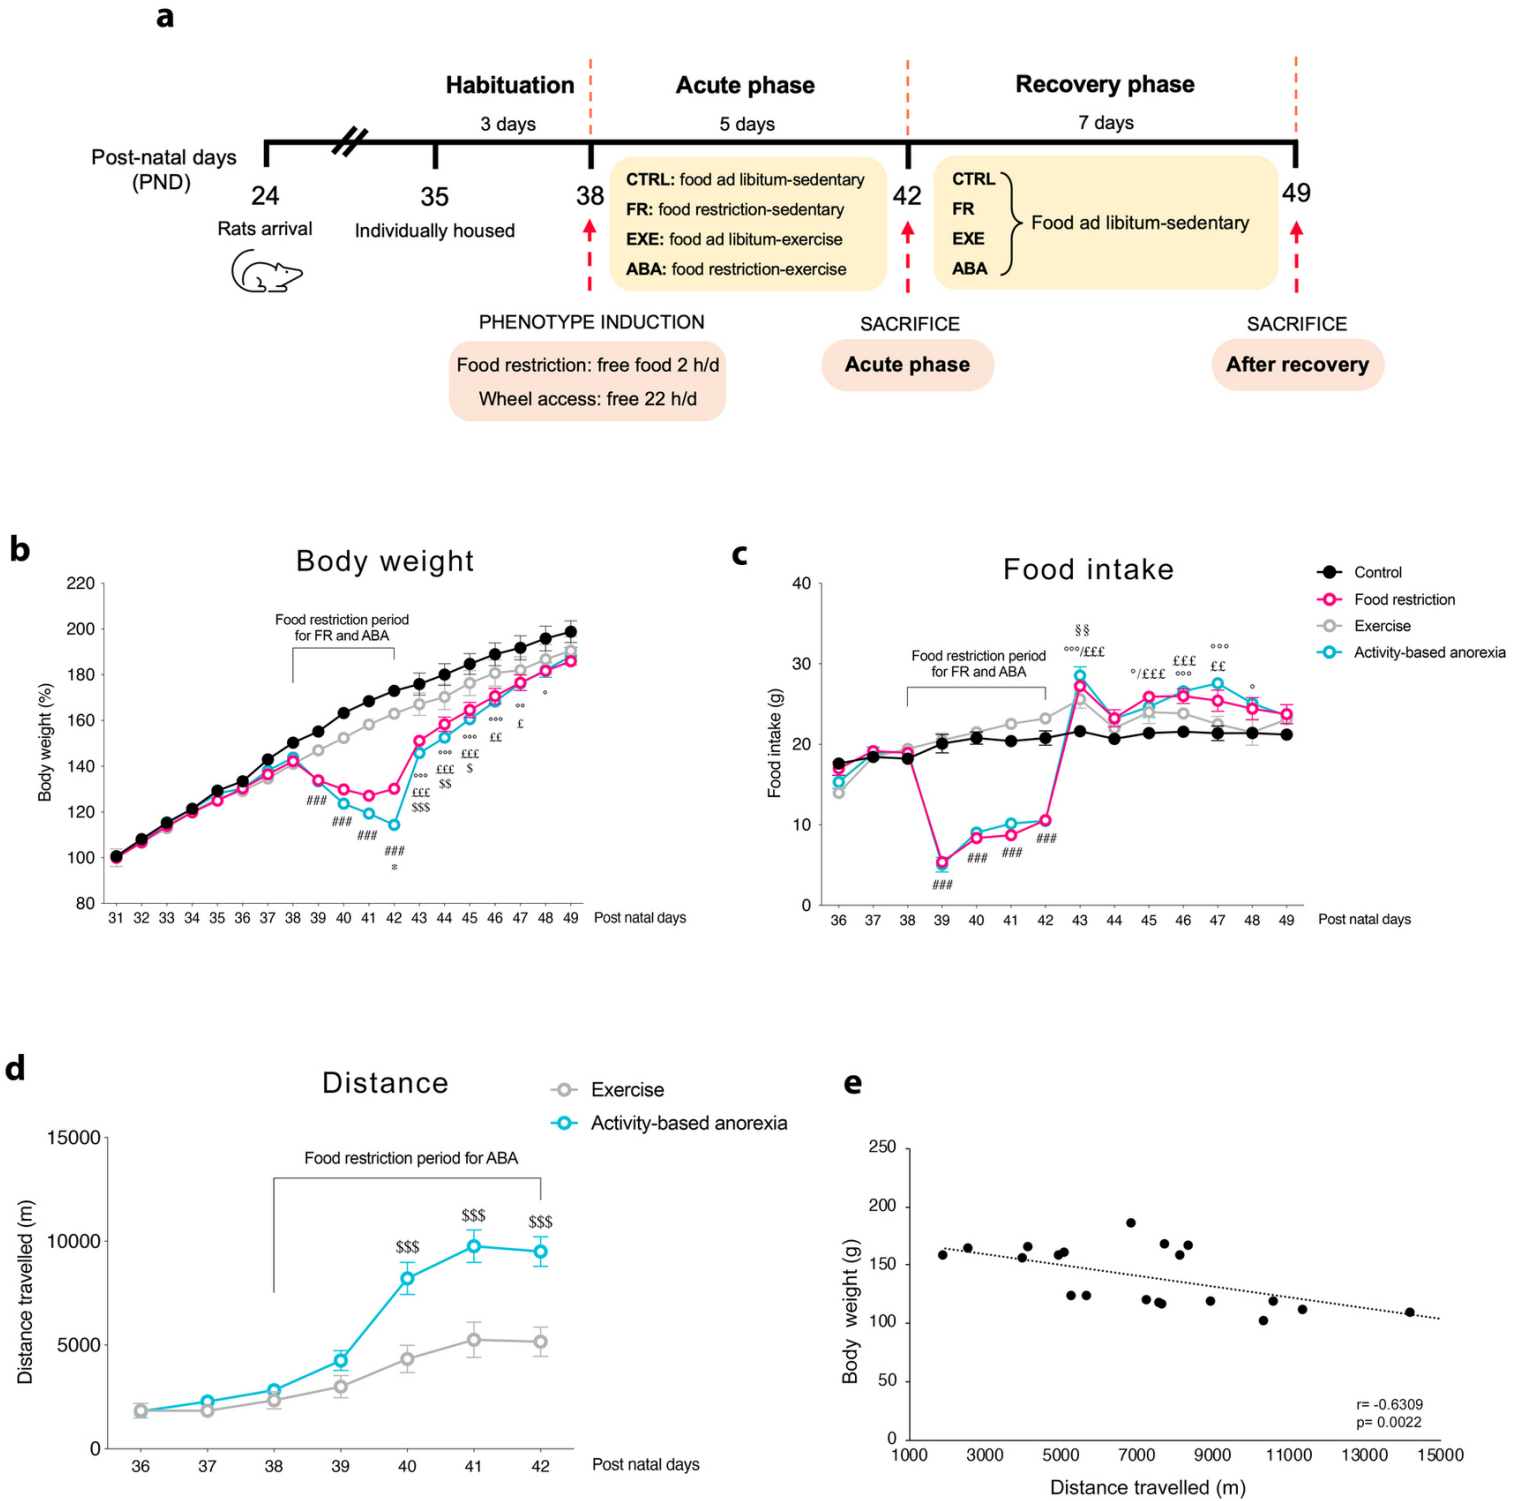 a
Habituation
Acute phase
Recovery phase
3 days
5 days
7 days
Post-natal days
(PND)
24
35
38
42
49
Rats arrival
Individually housed
CTRL: food ad libitum-sedentary
FR: food restriction-sedentary
EXE: food ad libitum-exercise
ABA: food restriction-exercise
CTRL
FR
EXE
ABA
Food ad libitum-sedentary
PHENOTYPE INDUCTION
Food restriction: free food 2 h/d
Wheel access: free 22 h/d
SACRIFICE
Acute phase
SACRIFICE
After recovery
b
Body weight
Body weight (%)
220
200
180
160
140
120
100
80
Food restriction period
for FR and ABA
###
###
###
###
*
°°°
£££
$$$
°°°
£££
$$
°°°
£££
$
°°°
££
°°
£
°
31 32 33 34 35 36 37 38 39 40 41 42 43 44 45 46 47 48 49
Post natal days
c
Food intake
Food intake (g)
40
30
20
10
0
Food restriction period
for FR and ABA
###
###
###
###
§§
°°°/£££
°/£££
£££
°°°
°°°
££
°
36 37 38 39 40 41 42 43 44 45 46 47 48 49
Post natal days
Control
Food restriction
Exercise
Activity-based anorexia
d
Distance
Exercise
Activity-based anorexia
Distance travelled (m)
15000
10000
5000
0
Food restriction period for ABA
$$$
$$$
$$$
36 37 38 39 40 41 42
Post natal days
e
Body weight (g)
250
200
150
100
50
0
r= -0.6309
p= 0.0022
1000 3000 5000 7000 9000 11000 13000 15000
Distance travelled (m)